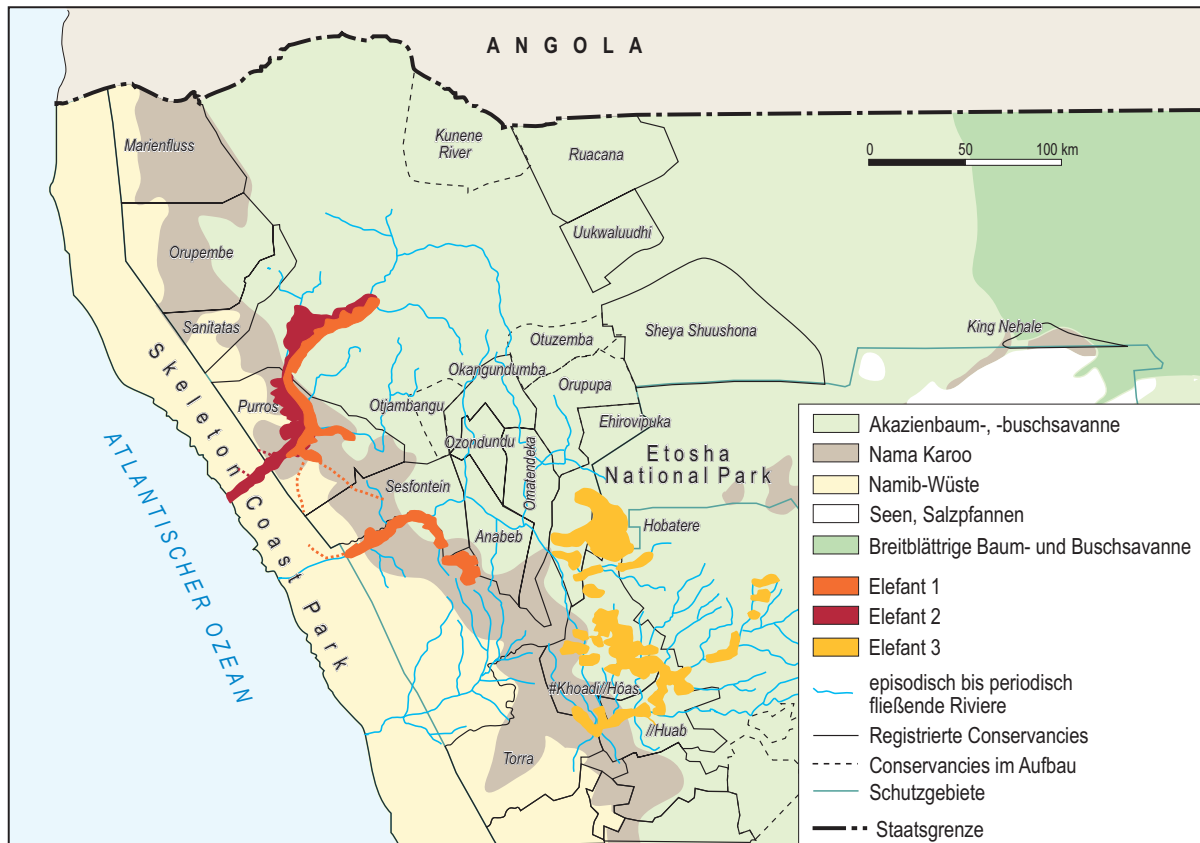 ANGOLA
Marienfluss
Kunene
River
Ruacana
0 50 100 km
Uukwaluudhi
Orupembe
Sanitatas
Sheya Shuushona
King Nehale
Otuzemba
Okangundumba
Orupupa
Purros
Otjambangu
Ehirovipuka
Ozondundu
Omatendeka
Etosha
National Park
Sesfontein
Anabeb
Hobatere
Skeleton Coast Park
ATLANTISCHER OZEAN
#Khoadi//Hôas
//Huab
Torra
Akazienbaum-, -buschsavanne
Nama Karoo
Namib-Wüste
Seen, Salzpfannen
Breitblättrige Baum- und Buschsavanne
Elefant 1
Elefant 2
Elefant 3
episodisch bis periodisch
fließende Riviere
Registrierte Conservancies
Conservancies im Aufbau
Schutzgebiete
Staatsgrenze